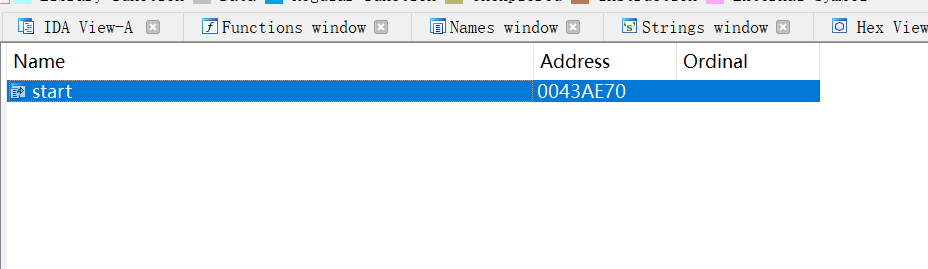 IDA View-A Functions window Names window Strings window Hex View
Name Address Ordinal
start 0043AE70